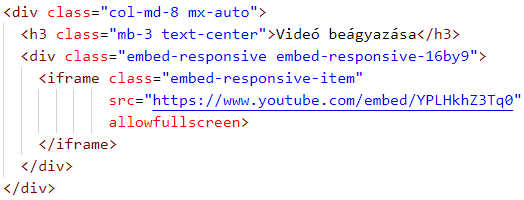 <div class="col-md-8 mx-auto">
<h3 class="mb-3 text-center">Videó beágyazása</h3>
<div class="embed-responsive embed-responsive-16by9">
<iframe class="embed-responsive-item"
src="https://www.youtube.com/embed/YPLHkhZ3Tq0"
allowfullscreen>
</iframe>
</div>
</div>